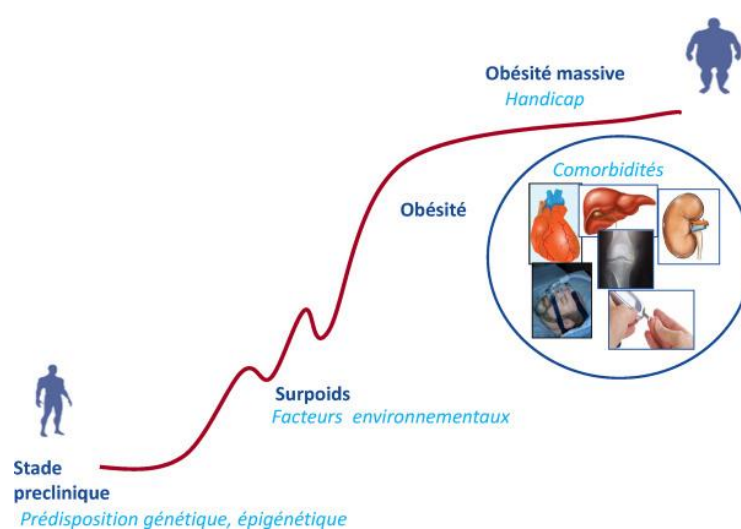 Obésité massive
Handicap
Comorbidités
Obésité
Surpoids
Facteurs environnementaux
Stade
preclinique
Prédisposition génétique, épigénétique